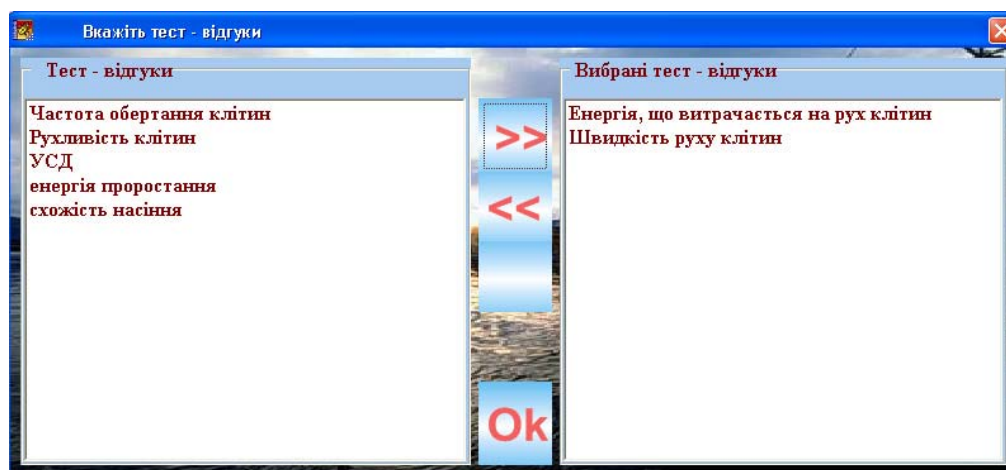 Вкажіть тест - відгуки
Тест - відгуки
Частота обертання клітин
Рухливість клітин
УСД
енергія проростання
схожість насіння
>>
<<
Ok
Вибрані тест - відгуки
Енергія, що витрачається на рух клітин
Швидкість руху клітин